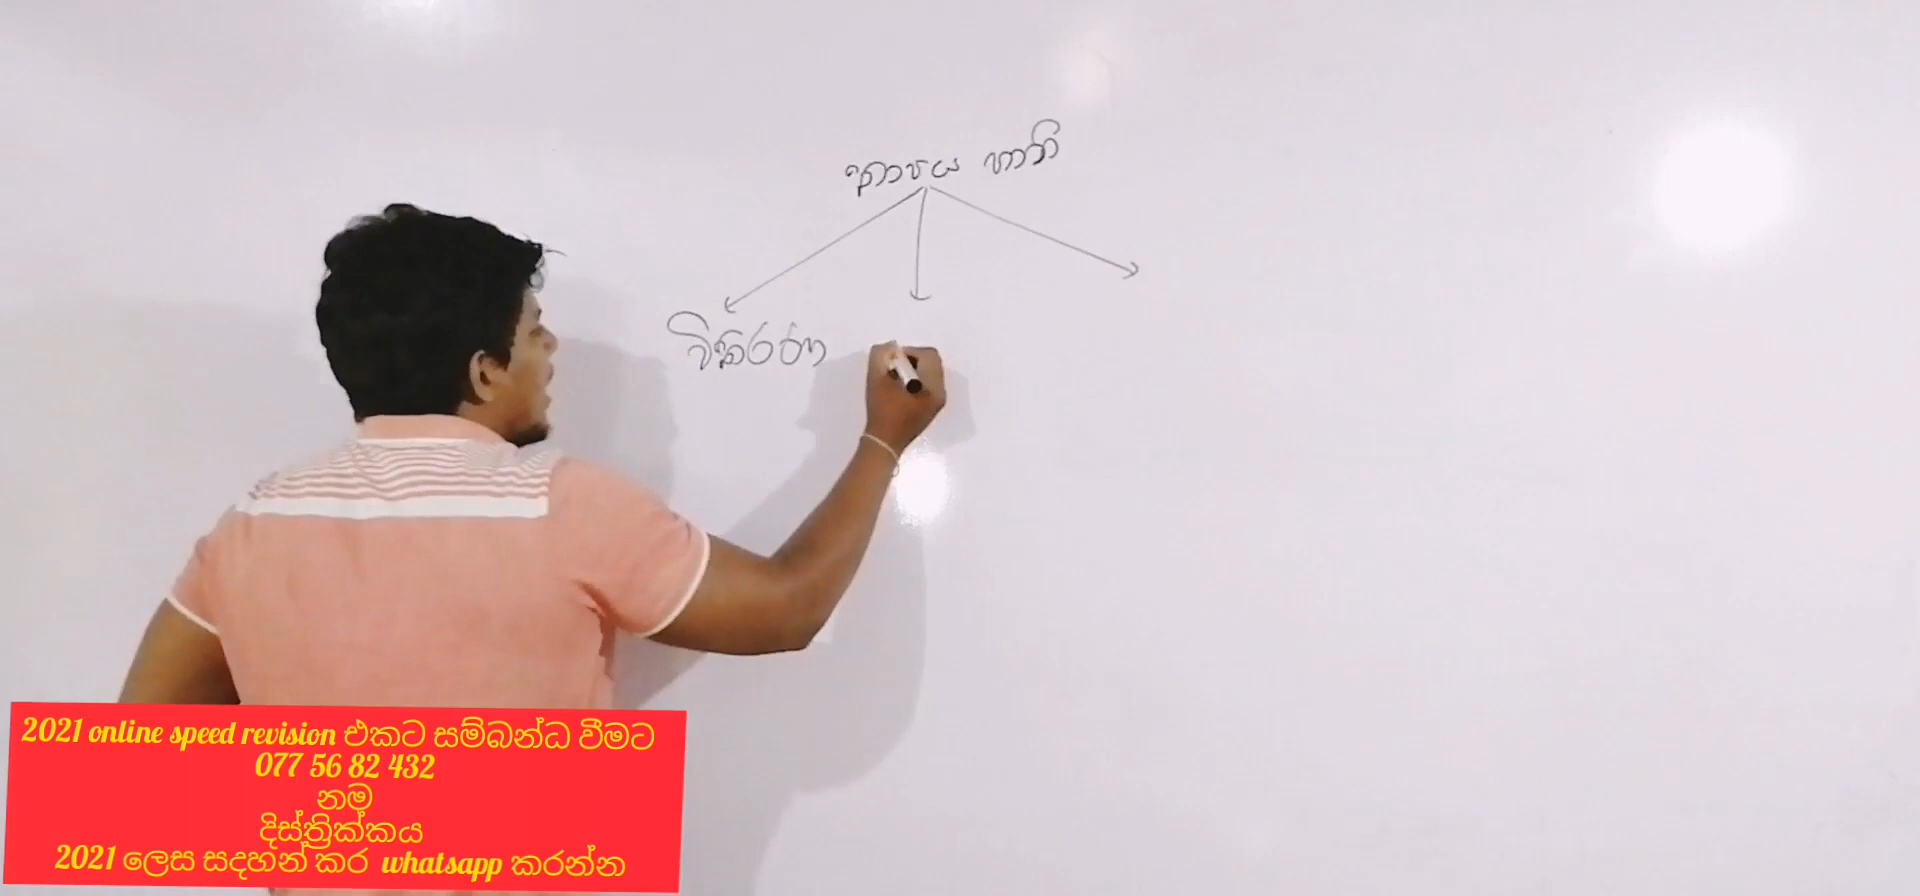 තාපය හානි
විකිරණ
2021 online speed revision එකට සම්බන්ධ වීමට
077 56 82 432
නම
දිස්ත්‍රික්කය
2021 ලෙස සදහන් කර whatsapp කරන්න